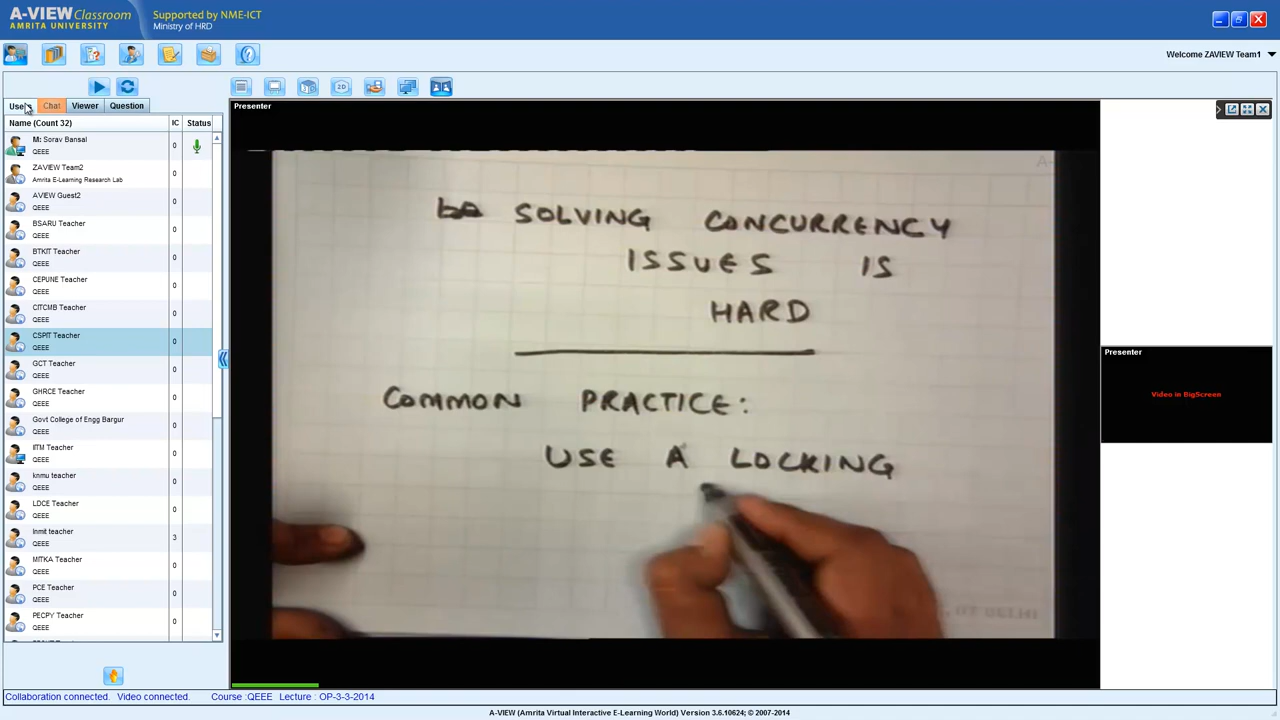 A-VIEW Classroom
AMRITA UNIVERSITY
Supported by NME-ICT
Ministry of HRD
Welcome ZAVIEW Team1
Chat
Viewer
Question
Name (Count 32)
IC
Status
M: Sorav Bansal
QEEE
0
ZAVIEW Team2
Amrita E-Learning Research Lab
0
AVIEW Guest2
QEEE
0
BSARU Teacher
QEEE
0
BTKIT Teacher
QEEE
0
CEPUNE Teacher
QEEE
0
CITCMB Teacher
QEEE
0
CSPIT Teacher
QEEE
0
GCT Teacher
QEEE
0
GHRCE Teacher
QEEE
0
Govt College of Engg Bargur
QEEE
0
IITM Teacher
QEEE
0
knmu teacher
QEEE
0
LDCE Teacher
QEEE
0
QEEE
3
MITKA Teacher
QEEE
0
PCE Teacher
QEEE
0
PECPY Teacher
QEEE
0
2D
Presenter
SOLVING CONCURRENCY
ISSUES IS
HARD
COMMON PRACTICE:
USE A LOCKING
Presenter
Video in BigScreen
Collaboration connected. Video connected. Course :QEEE Lecture : OP-3-3-2014
A-VIEW (Amrita Virtual Interactive E-Learning World) Version 3.6.10624; © 2007-2014